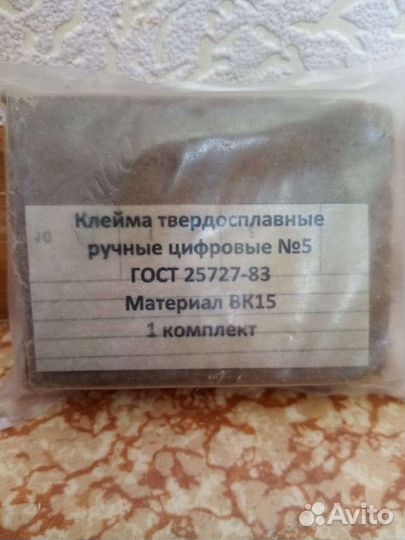 Клейма твердосплавные
ручные цифровые №5
ГОСТ 25727-83
Материал ВК15
1 комплект
Avito